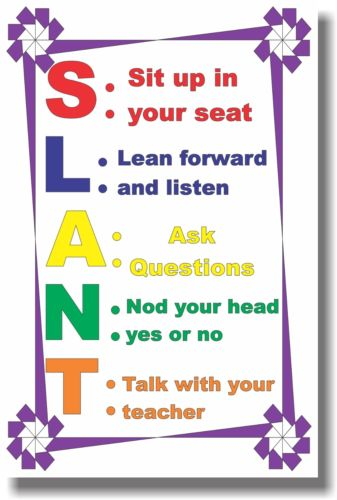 S: Sit up in
your seat
L: Lean forward
and listen
A: Ask
Questions
N: Nod your head
yes or no
T: Talk with your
teacher